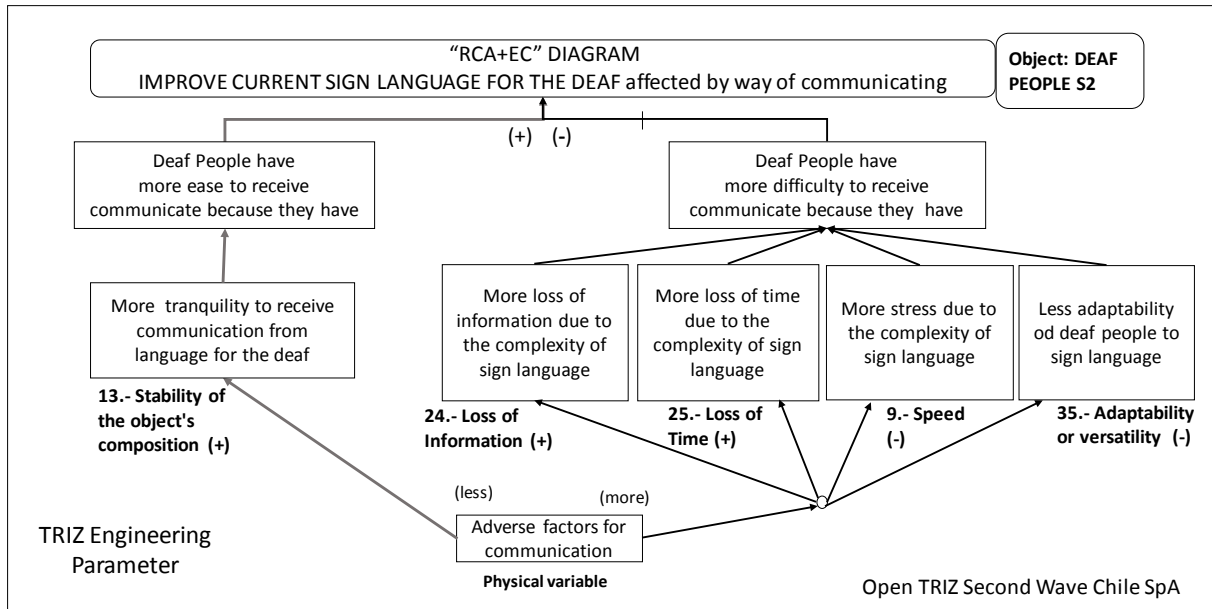 “RCA+EC” DIAGRAM
IMPROVE CURRENT SIGN LANGUAGE FOR THE DEAF affected by way of communicating
Object: DEAF
PEOPLE S2
(+) (-)
Deaf People have
more ease to receive
communicate because they have
Deaf People have
more difficulty to receive
communicate because they have
More tranquility to receive
communication from
language for the deaf
More loss of
information due to
the complexity of
sign language
More loss of time
due to the
complexity of sign
language
More stress due to
the complexity of
sign language
Less adaptability
od deaf people to
sign language
13.- Stability of
the object's
composition (+)
24.- Loss of
Information (+)
25.- Loss of
Time (+)
9.- Speed
(-)
35.- Adaptability
or versatility (-)
(less)
(more)
Adverse factors for
communication
Physical variable
TRIZ Engineering
Parameter
Open TRIZ Second Wave Chile SpA